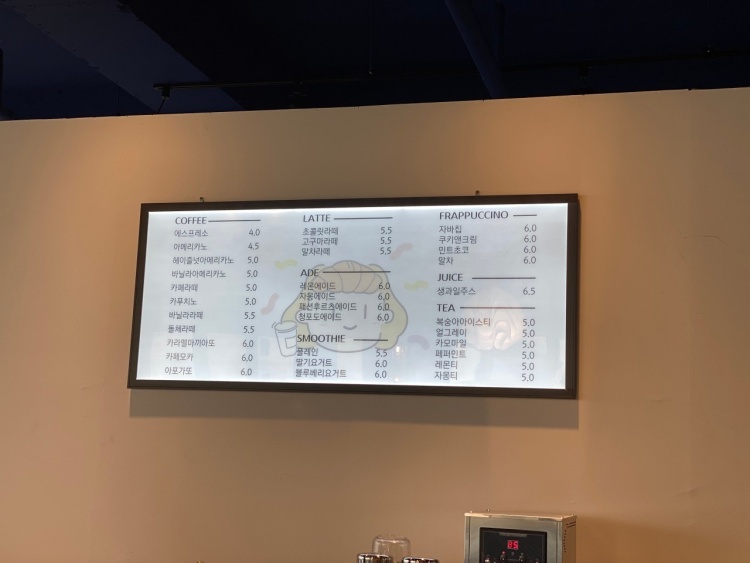 COFFEE
에스프레소 4.0
아메리카노 4.5
헤이즐넛아메리카노 5.0
바닐라아메리카노 5.0
카페라떼 5.0
카푸치노 5.0
바닐라라떼 5.5
돌체라떼 5.5
카라멜마끼아또 6.0
카페모카 6.0
아포가또 6.0
LATTE
초콜릿라떼 5.5
고구마라떼 5.5
말차라떼 5.5
ADE
레몬에이드 6.0
자몽에이드 6.0
패션후르츠에이드 6.0
청포도에이드 6.0
SMOOTHIE
플레인 5.5
딸기요거트 6.0
블루베리요거트 6.0
FRAPPUCCINO
자바칩 6.0
쿠키앤크림 6.0
민트초코 6.0
말차 6.0
JUICE
생과일주스 6.5
TEA
복숭아아이스티 5.0
얼그레이 5.0
카모마일 5.0
페퍼민트 5.0
레몬티 5.0
자몽티 5.0